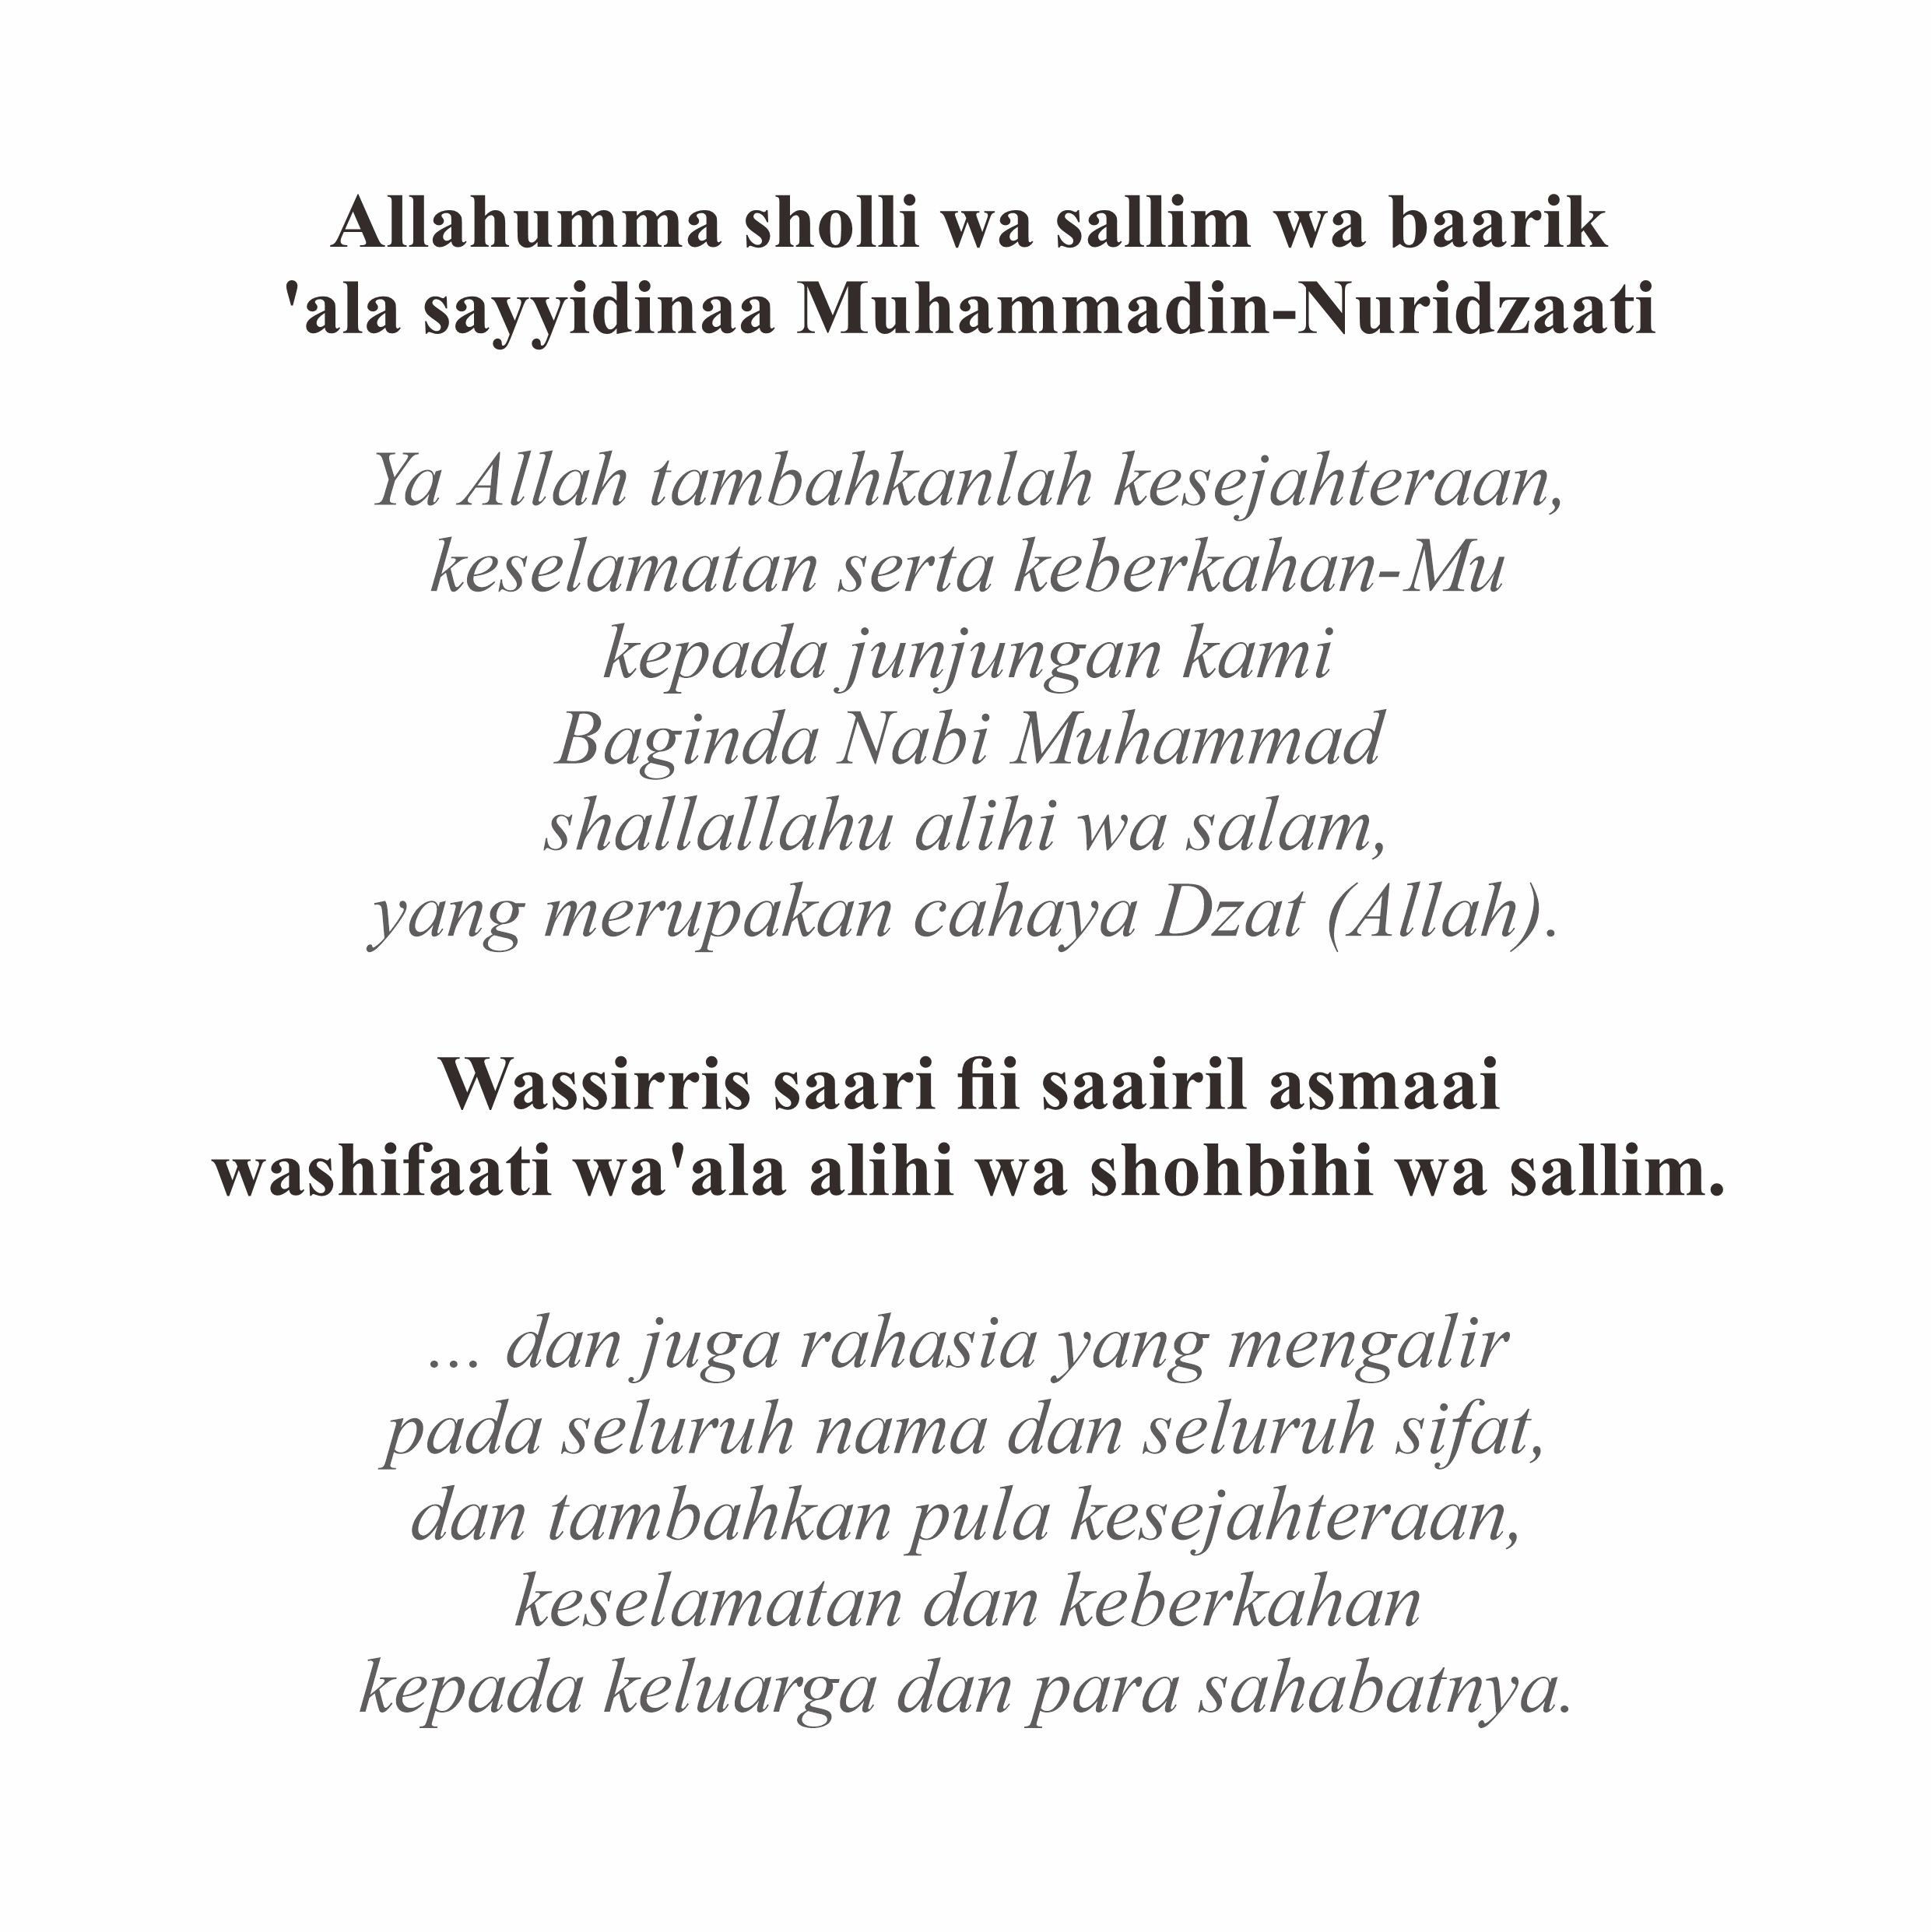 Allahumma sholli wa sallim wa baarik
'ala sayyidinaa Muhammadin-Nuridzaati
Ya Allah tambahkanlah kesejahteraan,
keselamatan serta keberkahan-Mu
kepada junjungan kami
Baginda Nabi Muhammad
shallallahu alihi wa salam,
yang merupakan cahaya Dzat (Allah).
Wassirris saari fii saairil asmaai
washifaati wa'ala alihi wa shohbihi wa sallim.
... dan juga rahasia yang mengalir
pada seluruh nama dan seluruh sifat,
dan tambahkan pula kesejahteraan,
keselamatan dan keberkahan
kepada keluarga dan para sahabatnya.